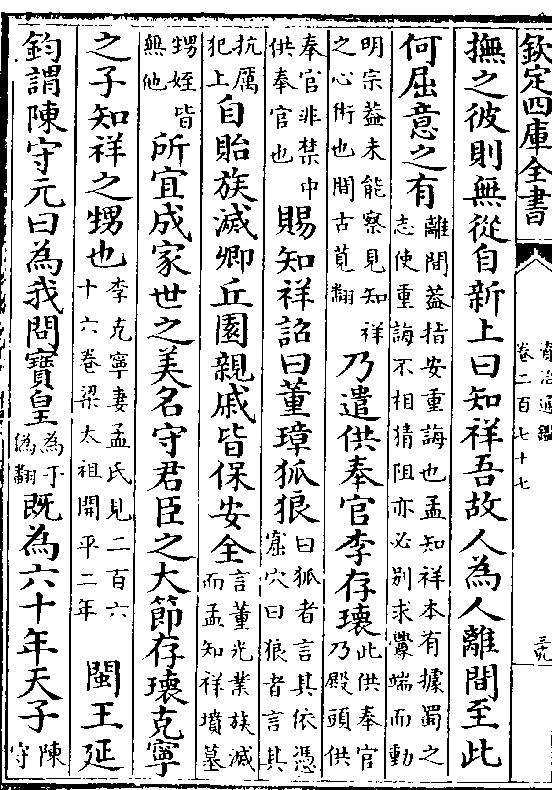 欽定四庫全書
資治通鑑
卷二百七十七
撫之彼則無從自新上曰知祥吾故人為人離間至此
何屈意之有離間葢指安重誨也孟知祥本有據蜀之
志使重誨不相猜阻亦必别求釁端而動
明宗葢未能察見知祥
之心術也間古莧翻乃遣供奉官李存瓌此供奉官
乃殿頭供
奉官非禁中
供奉官也賜知祥詔曰董璋狐狼曰狐者言其依憑
窟穴曰狼者言其
抗厲
犯上自貽族滅卿丘園親戚皆保安全言董光業族滅
而孟知祥墳墓
甥姪皆
無他所宜成家世之美名守君臣之大節存瓌克寧
之子知祥之甥也李克寧妻孟氏見二百六
十六卷梁太祖開平二年閩王延
鈞謂陳守元曰為我問寶皇為于
偽翻既為六十年天子陳
守